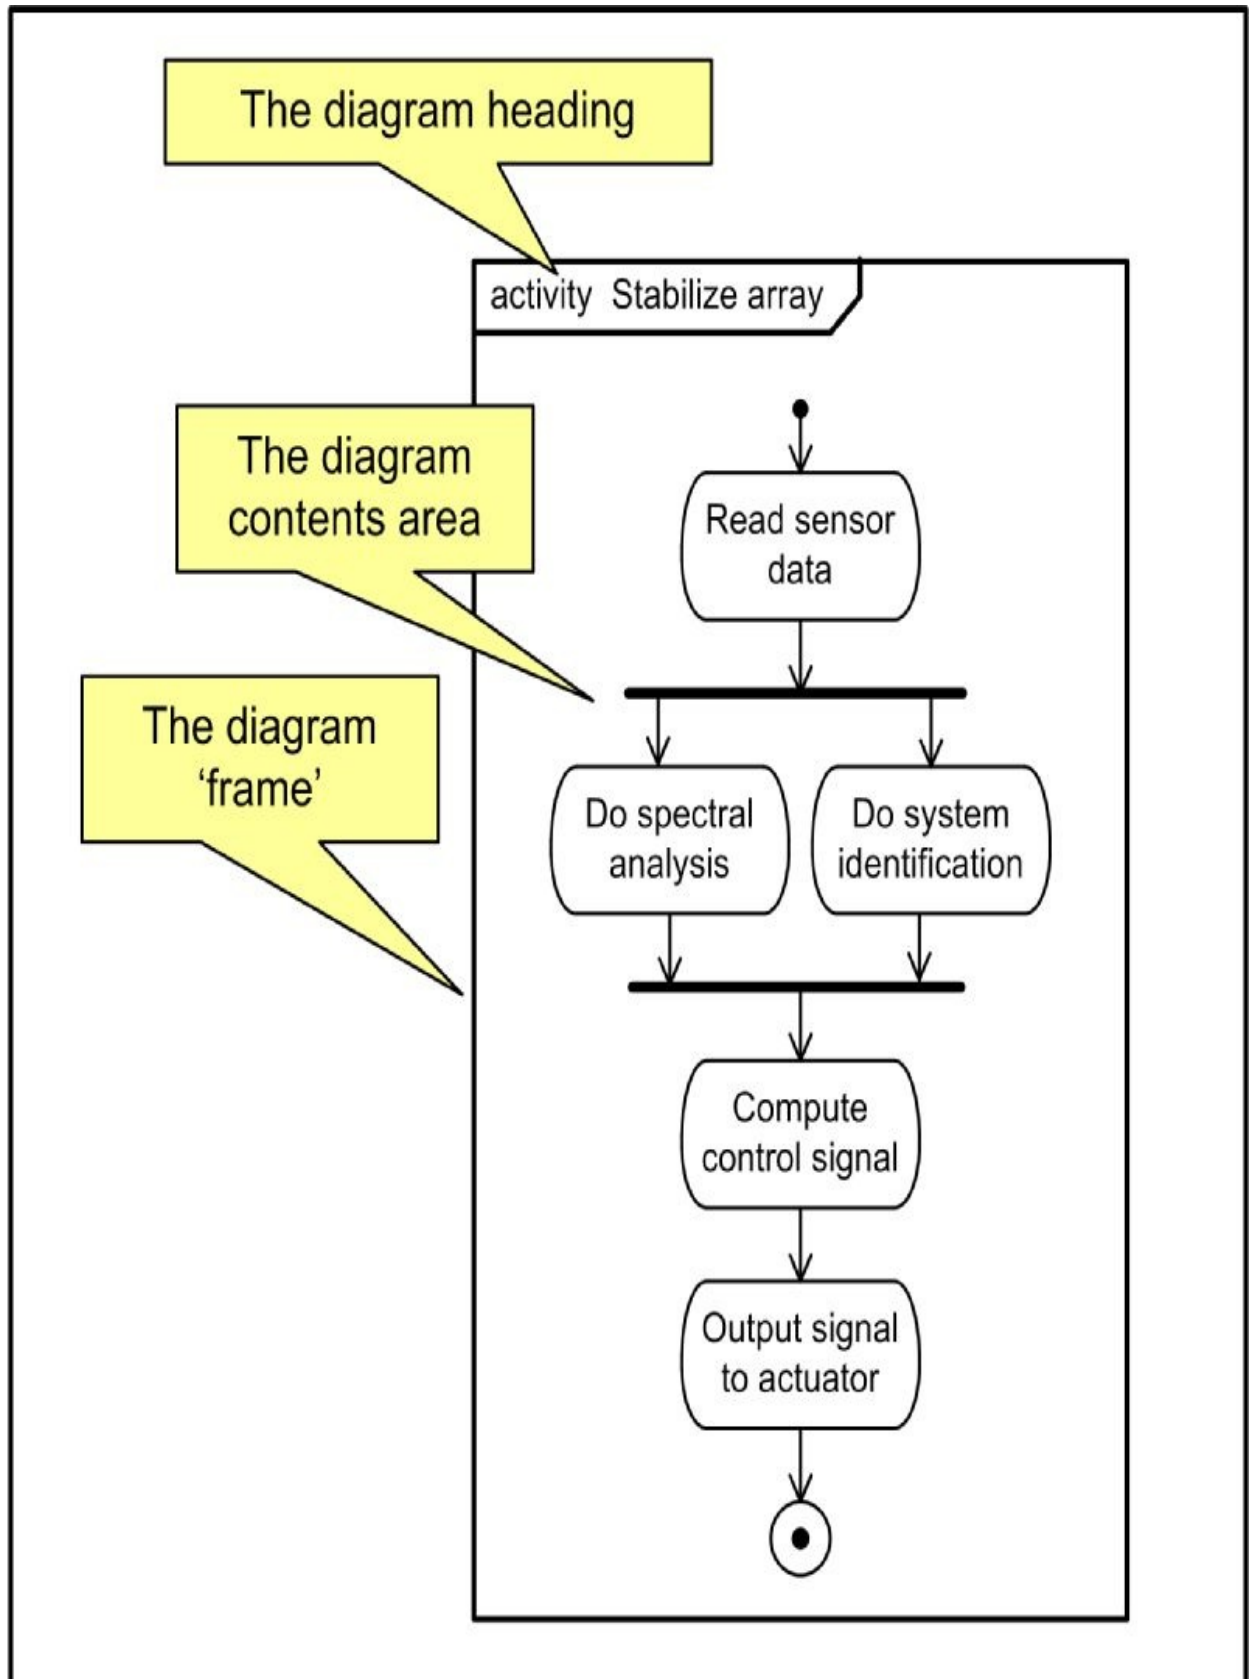 The diagram heading
activity  Stabilize array
The diagram
contents area
Read sensor
data
The diagram
‘frame’
Do spectral
analysis
Do system
identification
Compute
control signal
Output signal
to actuator